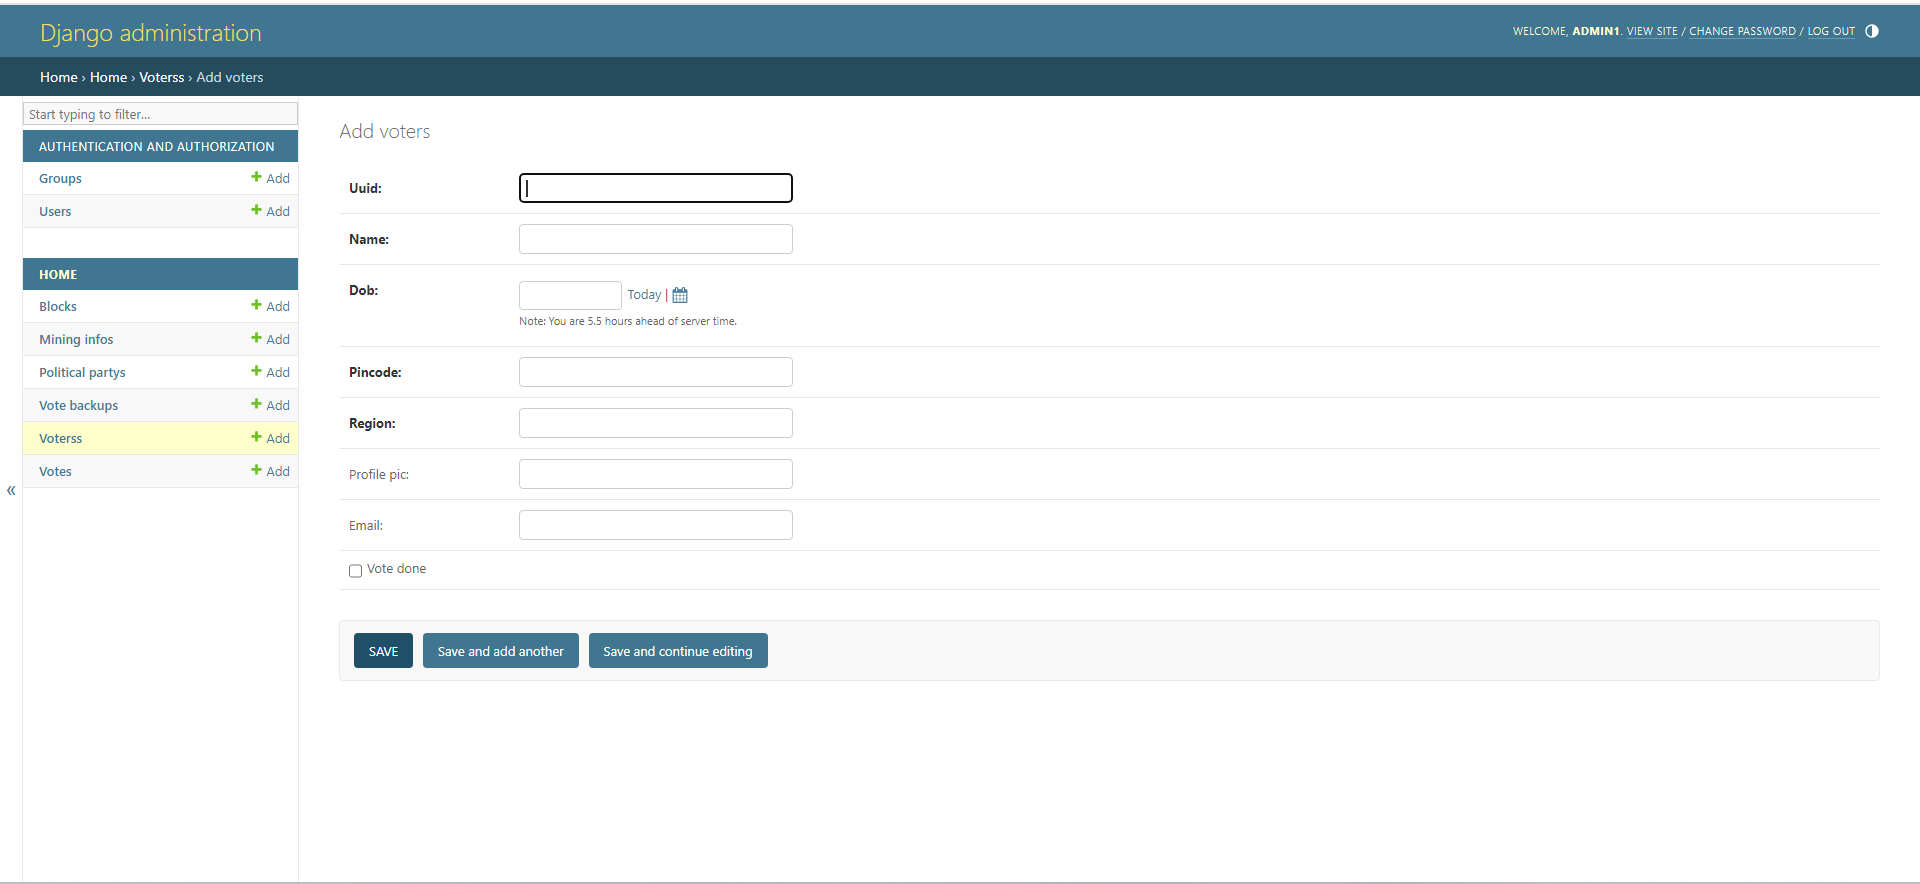 Django administration
WELCOME, ADMIN1. VIEW SITE / CHANGE PASSWORD / LOG OUT
Home › Home › Voterss › Add voters
Start typing to filter...
AUTHENTICATION AND AUTHORIZATION
Groups Add
Users Add
HOME
Blocks Add
Mining infos Add
Political partys Add
Vote backups Add
Voterss Add
Votes Add
«
Add voters
Uuid:
Name:
Dob:
Today |
Note: You are 5.5 hours ahead of server time.
Pincode:
Region:
Profile pic:
Email:
Vote done
SAVE Save and add another Save and continue editing